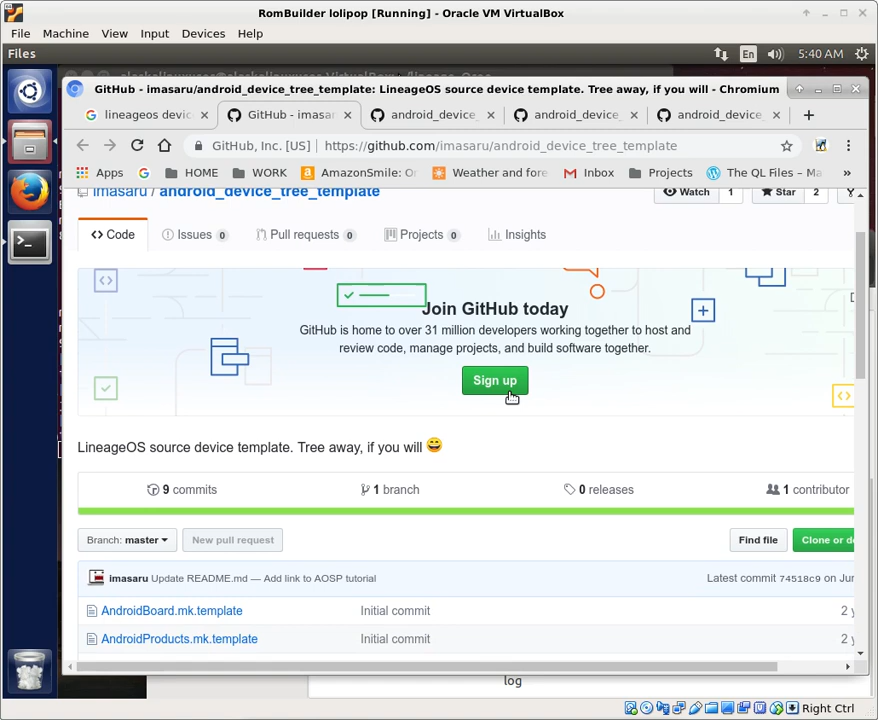 RomBuilder lolipop [Running] - Oracle VM VirtualBox
File Machine View Input Devices Help
Files En 5:40 AM
GitHub - imasaru/android_device_tree_template: LineageOS source device template. Tree away, if you will - Chromium
lineageos devic GitHub - imasar android_device_ android_device_ android_device_
GitHub, Inc. [US] https://github.com/imasaru/android_device_tree_template
Apps HOME WORK AmazonSmile: Weather and fore Inbox Projects The QL Files – Ma »
imasaru / android_device_tree_template Watch 1 Star 2
Code Issues 0 Pull requests 0 Projects 0 Insights
Join GitHub today
GitHub is home to over 31 million developers working together to host and
review code, manage projects, and build software together.
Sign up
LineageOS source device template. Tree away, if you will 😄
9 commits 1 branch 0 releases 1 contributor
Branch: master New pull request Find file Clone or d
imasaru Update README.md — Add link to AOSP tutorial Latest commit 74518c9 on Jun
AndroidBoard.mk.template Initial commit 2 y
AndroidProducts.mk.template Initial commit 2 y
log
Right Ctrl